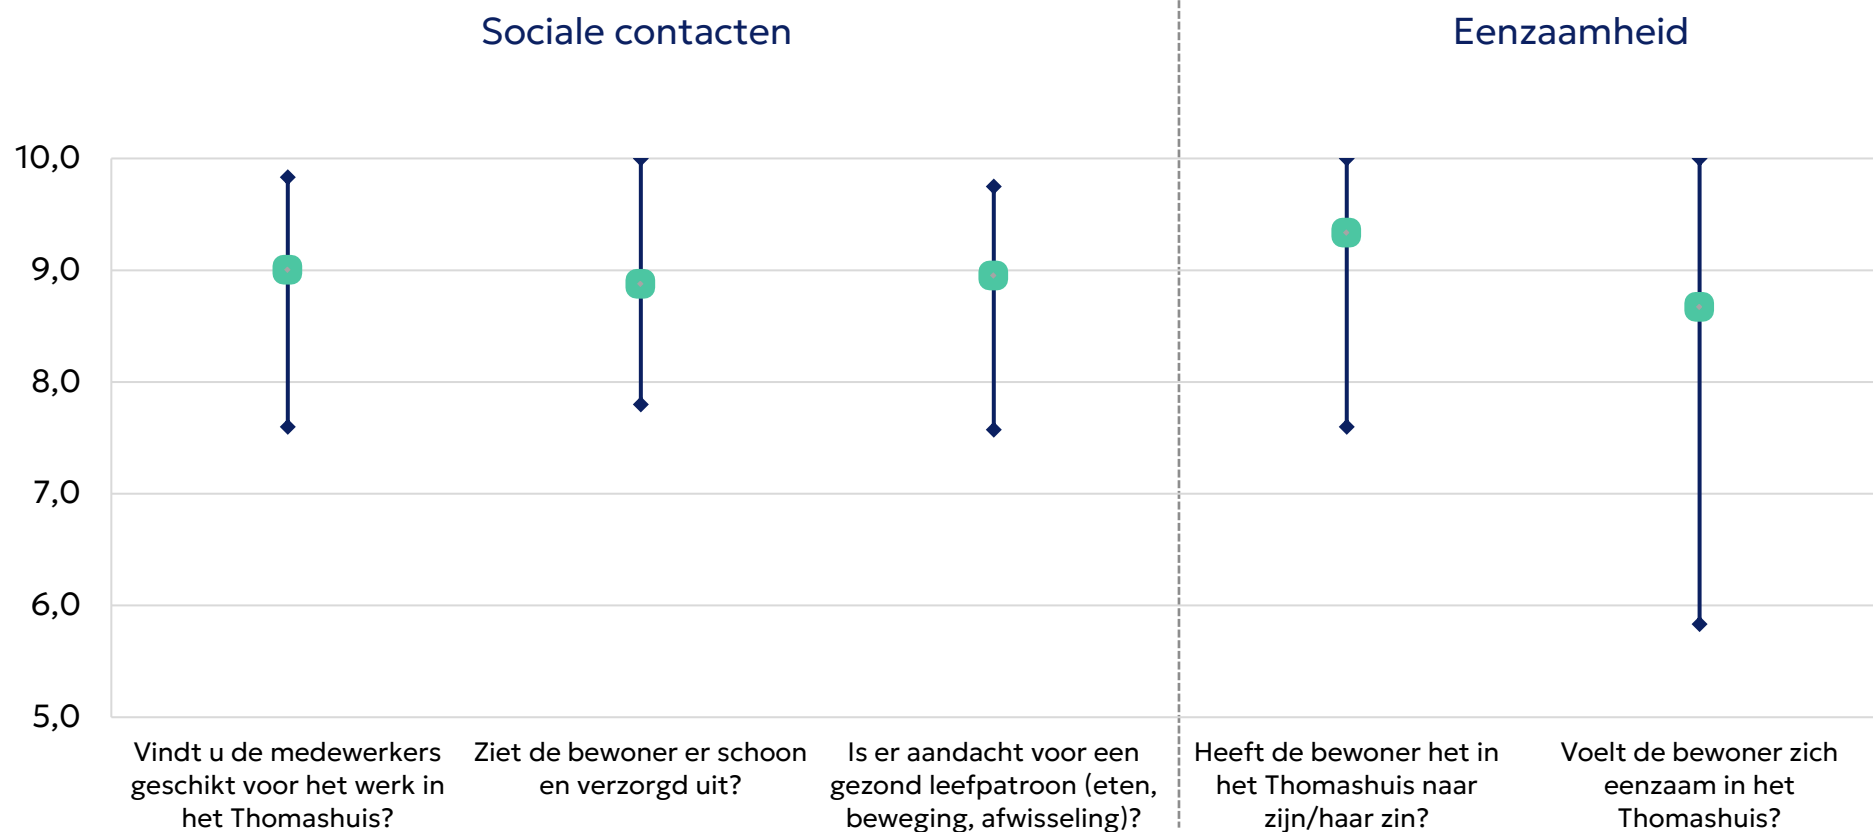 Sociale contacten
Eenzaamheid
10,0
9,0
8,0
7,0
6,0
5,0
Vindt u de medewerkers
geschikt voor het werk in
het Thomashuis?
Ziet de bewoner er schoon
en verzorgd uit?
Is er aandacht voor een
gezond leefpatroon (eten,
beweging, afwisseling)?
Heeft de bewoner het in
het Thomashuis naar
zijn/haar zin?
Voelt de bewoner zich
eenzaam in het
Thomashuis?